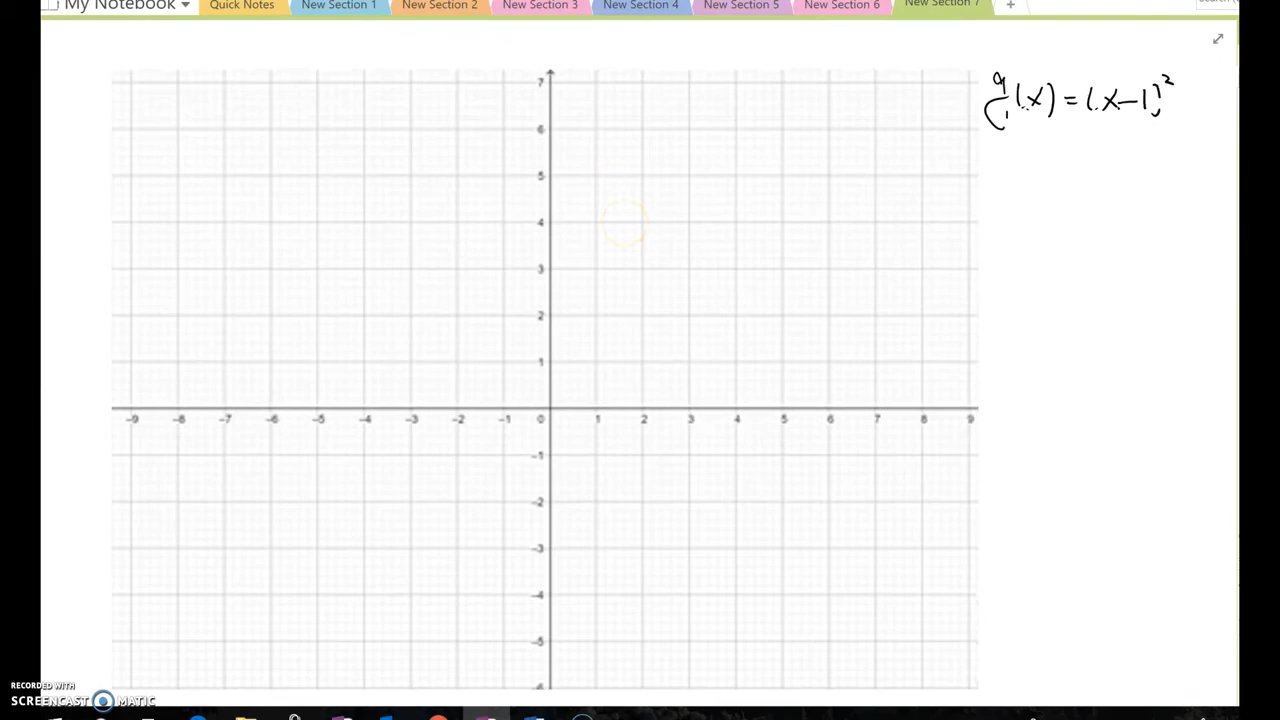 My Notebook Quick Notes New Section 1 New Section 2 New Section 3 New Section 4 New Section 5 New Section 6 New Section 7
g(x) = (x-1)²
7
6
5
4
3
2
1
-9 -8 -7 -6 -5 -4 -3 -2 -1 0 1 2 3 4 5 6 7 8 9
-1
-2
-3
-4
-5
RECORDED WITH
SCREENCAST MATIC